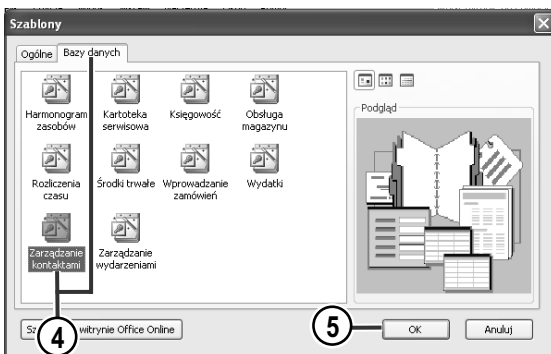 Szablony
Ogólne Bazy danych
Harmonogram zasobów
Kartoteka serwisowa
Księgowość
Obsługa magazynu
Rozliczenia czasu
Środki trwałe
Wprowadzanie zamówień
Wydatki
Zarządzanie kontaktami
Zarządzanie wydarzeniami
Podgląd
witrynie Office Online
OK
Anuluj
4
5